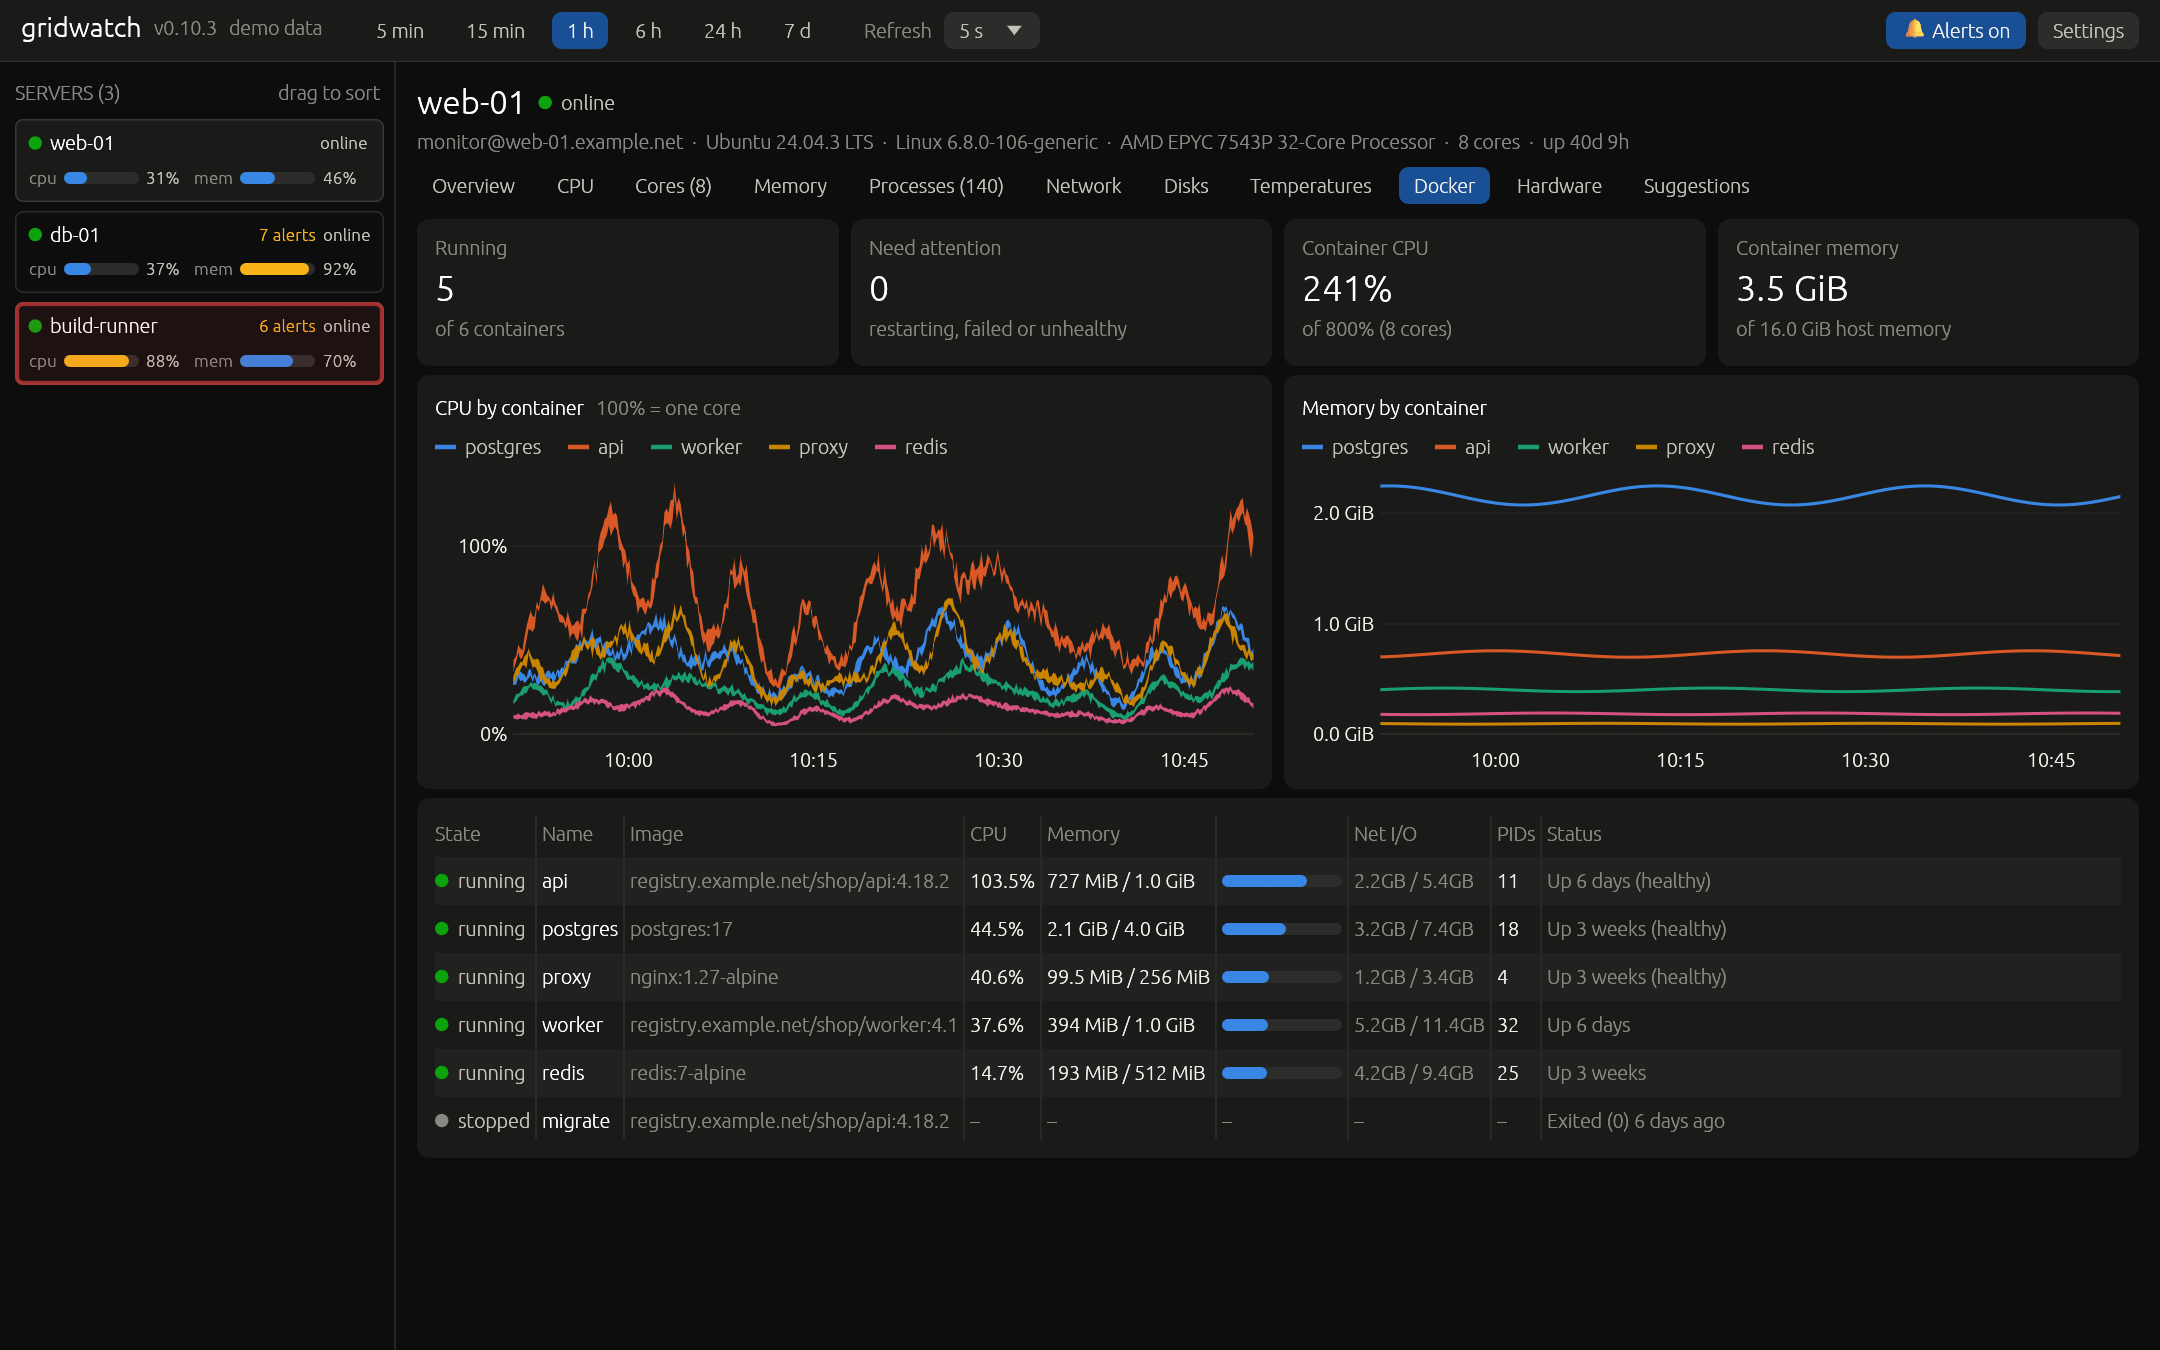 gridwatch v0.10.3 demo data 5 min 15 min 1 h 6 h 24 h 7 d Refresh 5 s Alerts on Settings
SERVERS (3) drag to sort
web-01 online
cpu 31% mem 46%
db-01 7 alerts online
cpu 37% mem 92%
build-runner 6 alerts online
cpu 88% mem 70%
web-01 online
monitor@web-01.example.net · Ubuntu 24.04.3 LTS · Linux 6.8.0-106-generic · AMD EPYC 7543P 32-Core Processor · 8 cores · up 40d 9h
Overview CPU Cores (8) Memory Processes (140) Network Disks Temperatures Docker Hardware Suggestions
Running
5
of 6 containers
Need attention
0
restarting, failed or unhealthy
Container CPU
241%
of 800% (8 cores)
Container memory
3.5 GiB
of 16.0 GiB host memory
CPU by container 100% = one core
postgres api worker proxy redis
100%
0%
10:00 10:15 10:30 10:45
Memory by container
postgres api worker proxy redis
2.0 GiB
1.0 GiB
0.0 GiB
10:00 10:15 10:30 10:45
State Name Image CPU Memory Net I/O PIDs Status
running api registry.example.net/shop/api:4.18.2 103.5% 727 MiB / 1.0 GiB 2.2GB / 5.4GB 11 Up 6 days (healthy)
running postgres postgres:17 44.5% 2.1 GiB / 4.0 GiB 3.2GB / 7.4GB 18 Up 3 weeks (healthy)
running proxy nginx:1.27-alpine 40.6% 99.5 MiB / 256 MiB 1.2GB / 3.4GB 4 Up 3 weeks (healthy)
running worker registry.example.net/shop/worker:4.1 37.6% 394 MiB / 1.0 GiB 5.2GB / 11.4GB 32 Up 6 days
running redis redis:7-alpine 14.7% 193 MiB / 512 MiB 4.2GB / 9.4GB 25 Up 3 weeks
stopped migrate registry.example.net/shop/api:4.18.2 – – – – – Exited (0) 6 days ago